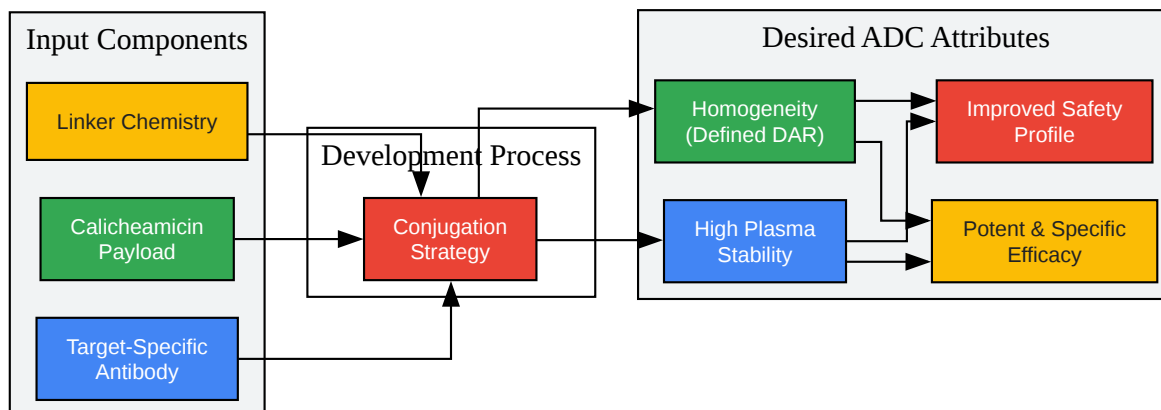 Input Components
Linker Chemistry
Calicheamicin
Payload
Target-Specific
Antibody
Development Process
Conjugation
Strategy
Desired ADC Attributes
Homogeneity
(Defined DAR)
Improved Safety
Profile
High Plasma
Stability
Potent & Specific
Efficacy